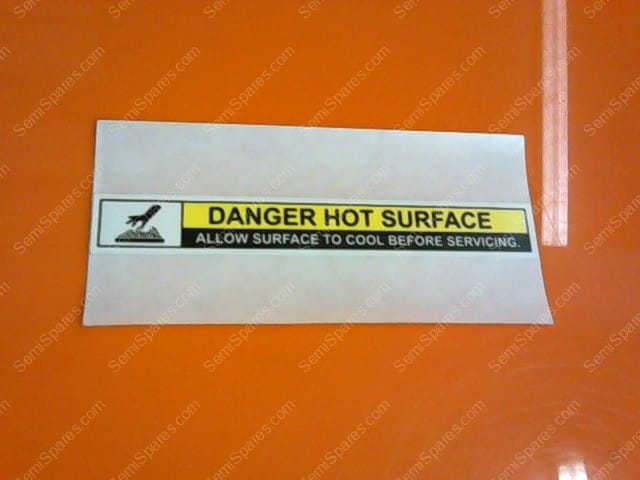 DANGER HOT SURFACE
ALLOW SURFACE TO COOL BEFORE SERVICING.
SemiSpares.com